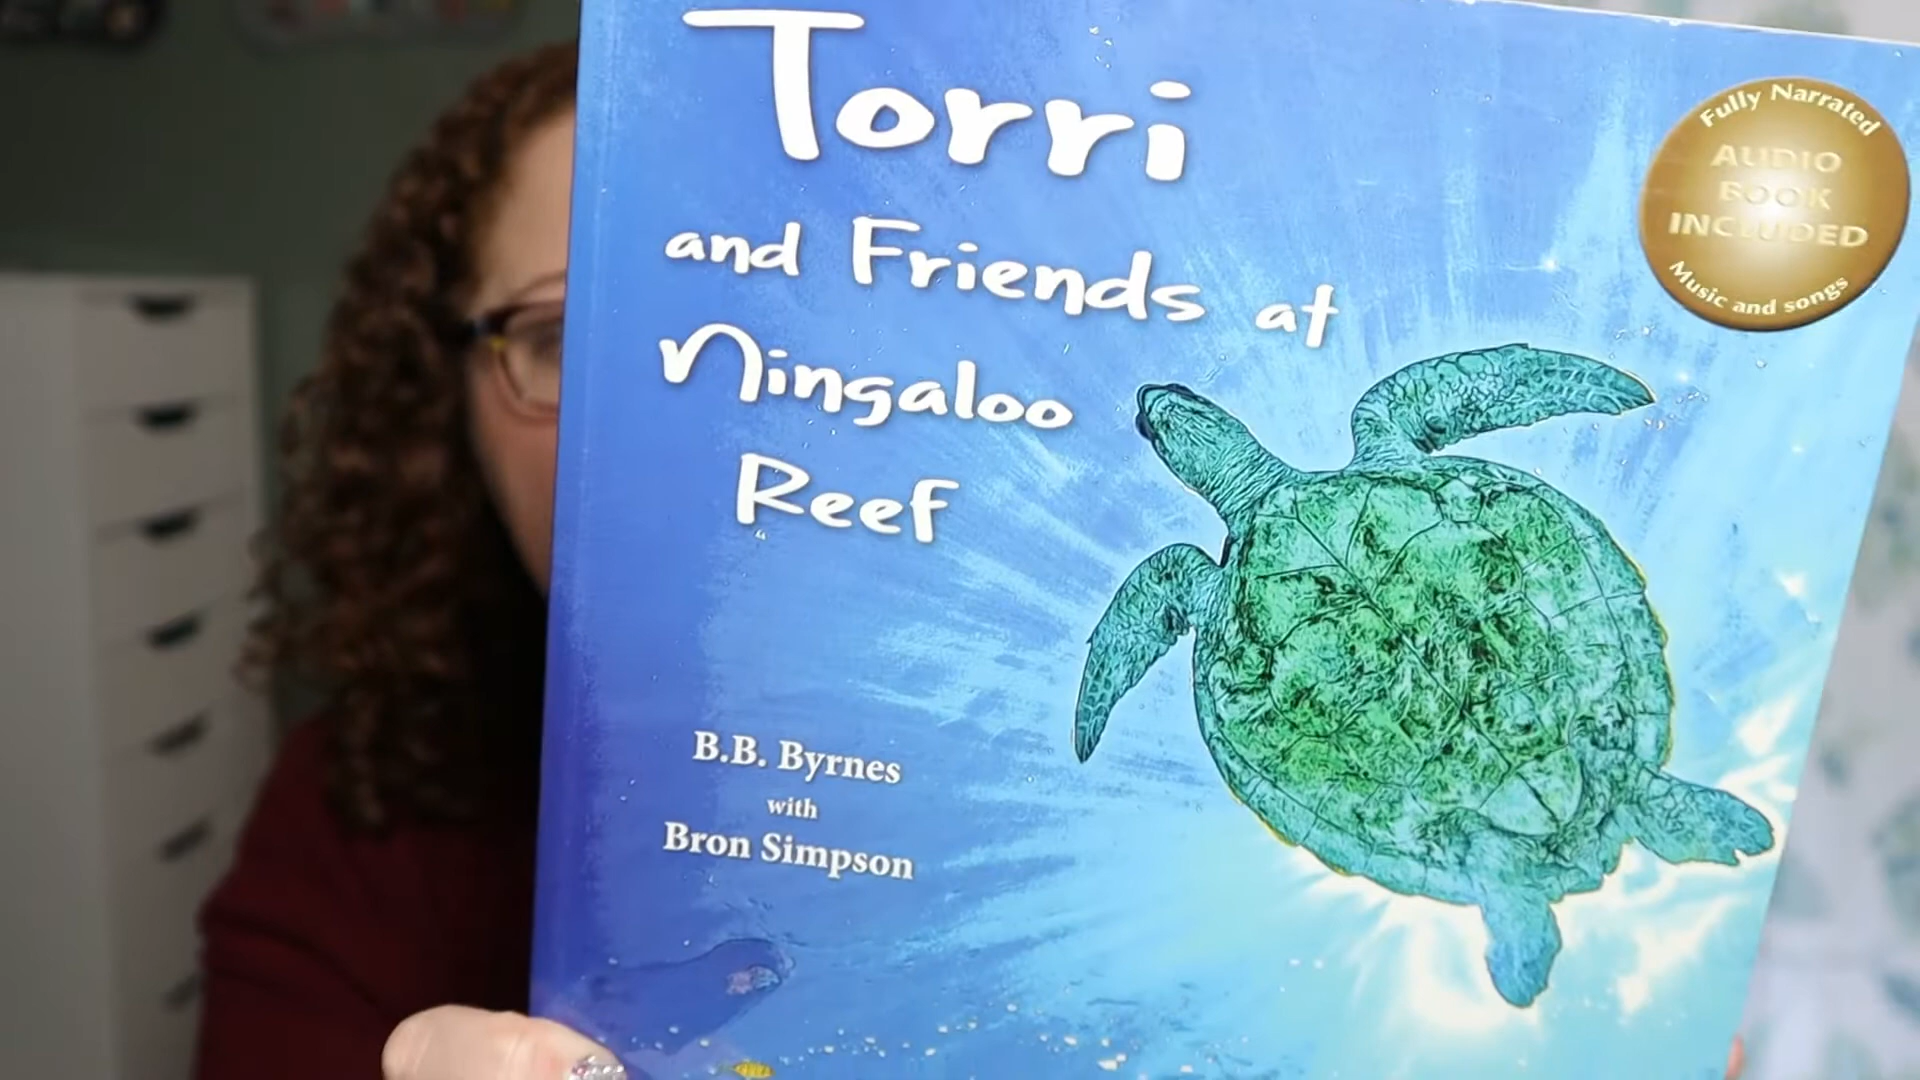 Torri
and Friends at
Ningaloo
Reef
Fully Narrated
AUDIO
BOOK
INCLUDED
Music and songs
B.B. Byrnes
with
Bron Simpson